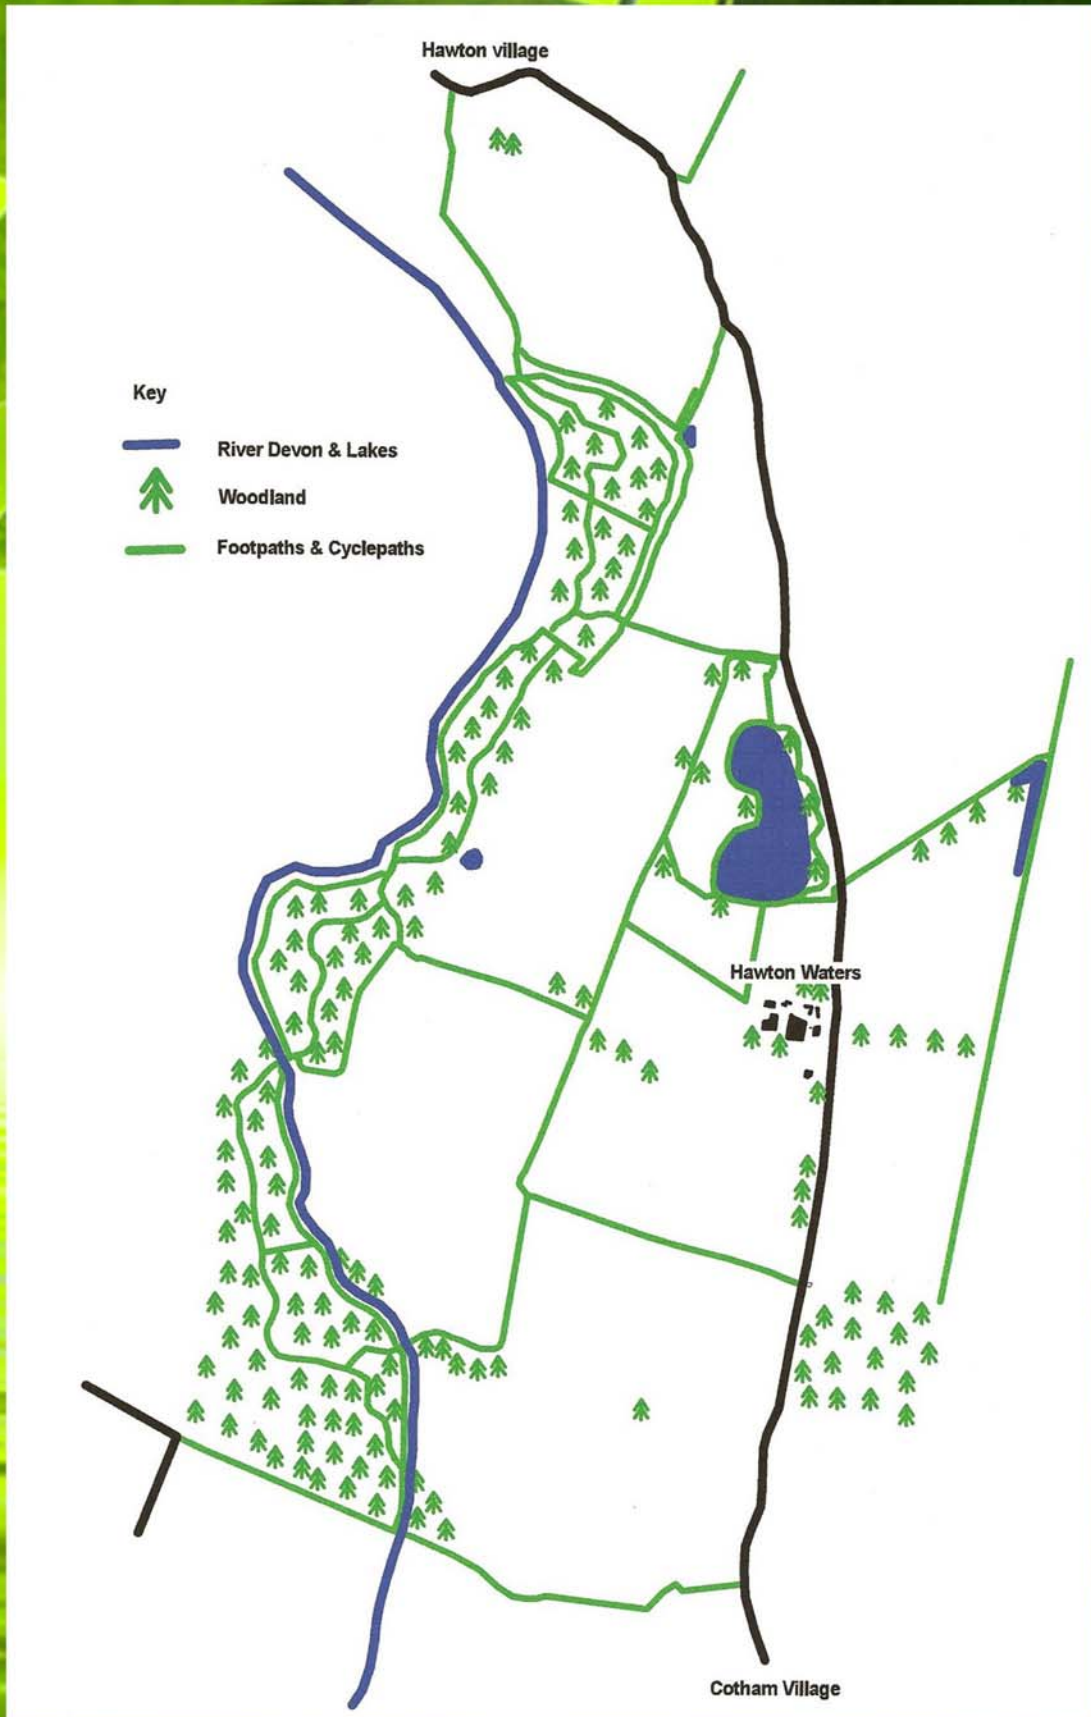 Hawton village
Key
River Devon & Lakes
Woodland
Footpaths & Cyclepaths
Hawton Waters
Cotham Village